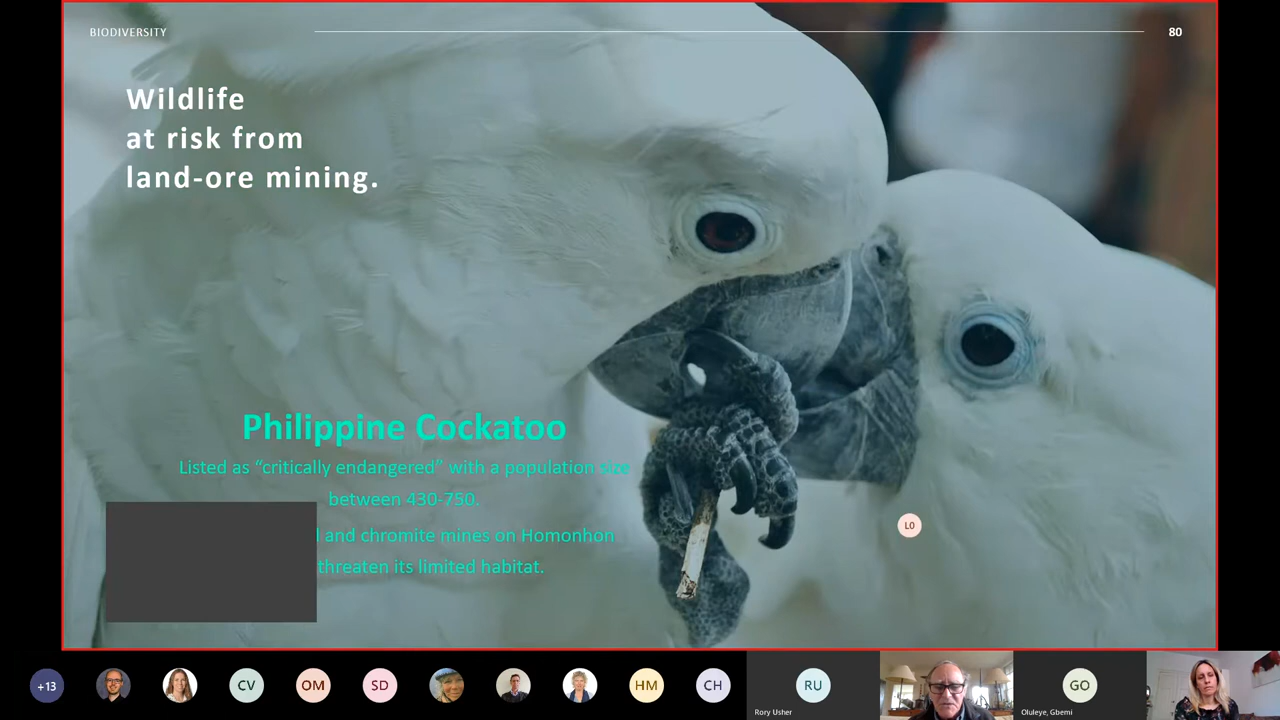 BIODIVERSITY
80
Wildlife
at risk from
land-ore mining.
Philippine Cockatoo
Listed as “critically endangered” with a population size
between 430-750.
and chromite mines on Homonhon
threaten its limited habitat.
LO
+13
CV
OM
SD
HM
CH
RU
GO
Rory Usher
Oluleye, Gbemi